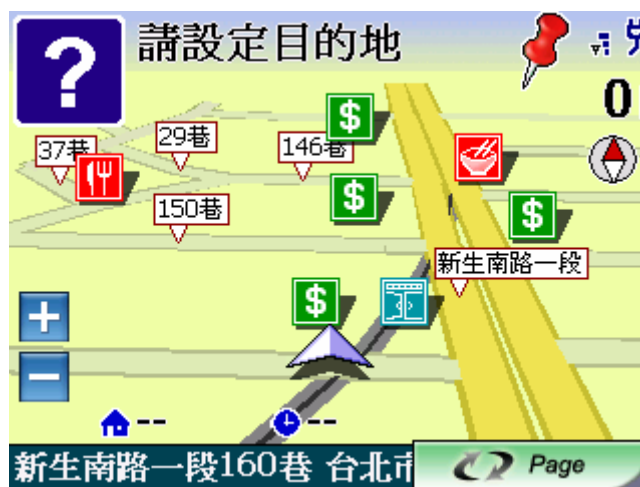 ?
請設定目的地
0
37巷
29巷
146巷
$
$
150巷
$
新生南路一段
$
+
−
--
--
新生南路一段160巷 台北市
Page